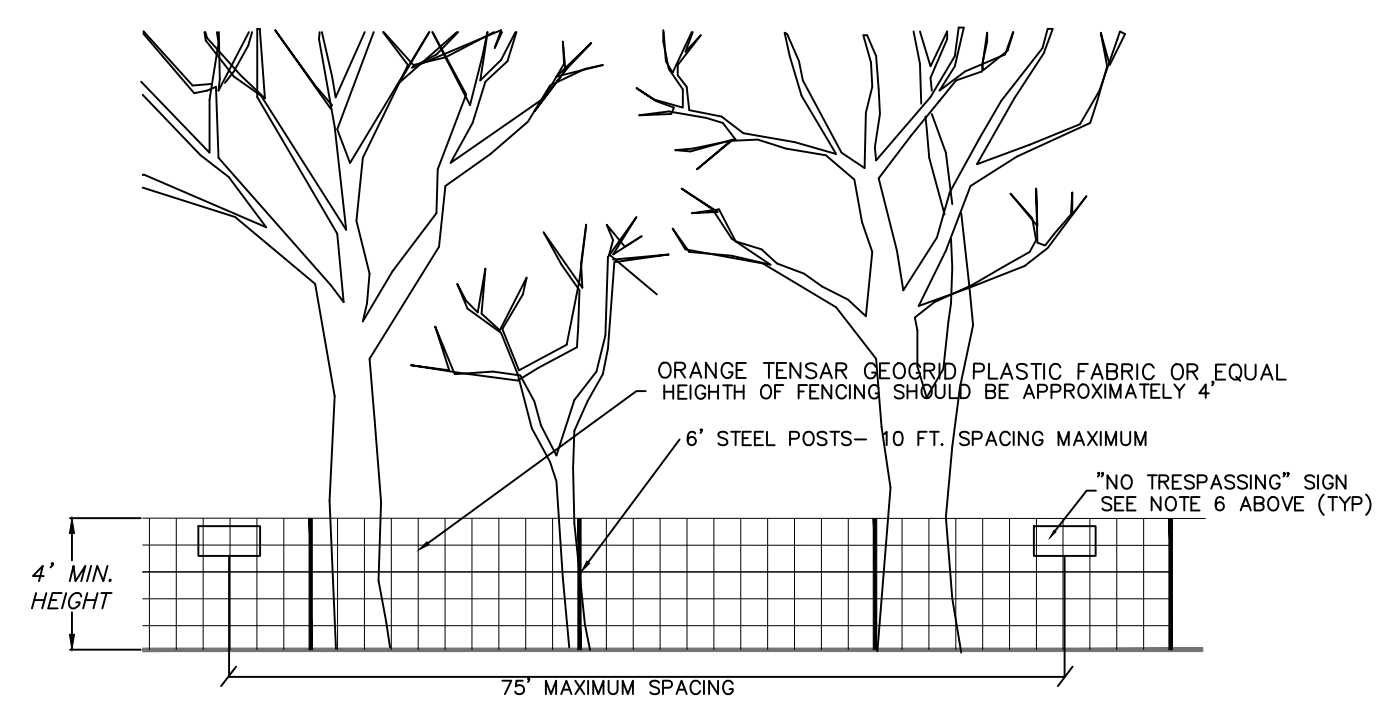 ORANGE TENSAR GEOGRID PLASTIC FABRIC OR EQUAL
HEIGHTH OF FENCING SHOULD BE APPROXIMATELY 4'
6' STEEL POSTS– 10 FT. SPACING MAXIMUM
"NO TRESPASSING" SIGN
SEE NOTE 6 ABOVE (TYP)
4' MIN.
HEIGHT
75' MAXIMUM SPACING